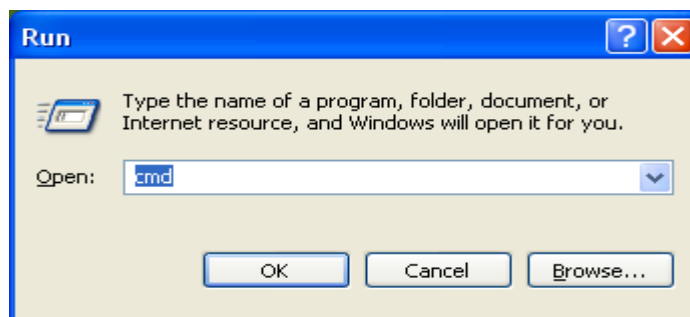 Run
Type the name of a program, folder, document, or
Internet resource, and Windows will open it for you.
Open: cmd
OK Cancel Browse...